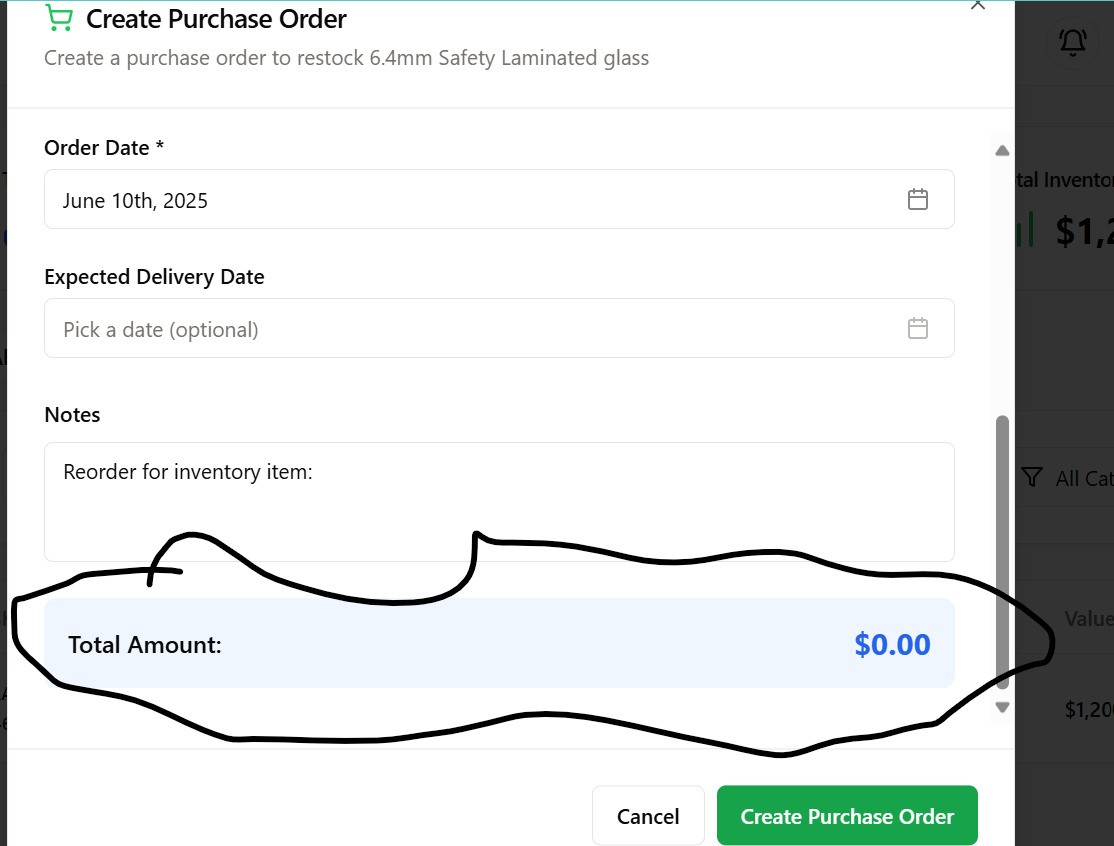 Create Purchase Order
Create a purchase order to restock 6.4mm Safety Laminated glass
Order Date *
June 10th, 2025
tal Inventor
$1,2
Expected Delivery Date
Pick a date (optional)
Notes
Reorder for inventory item:
All Cat
Value
Total Amount:
$0.00
$1,200
Cancel
Create Purchase Order